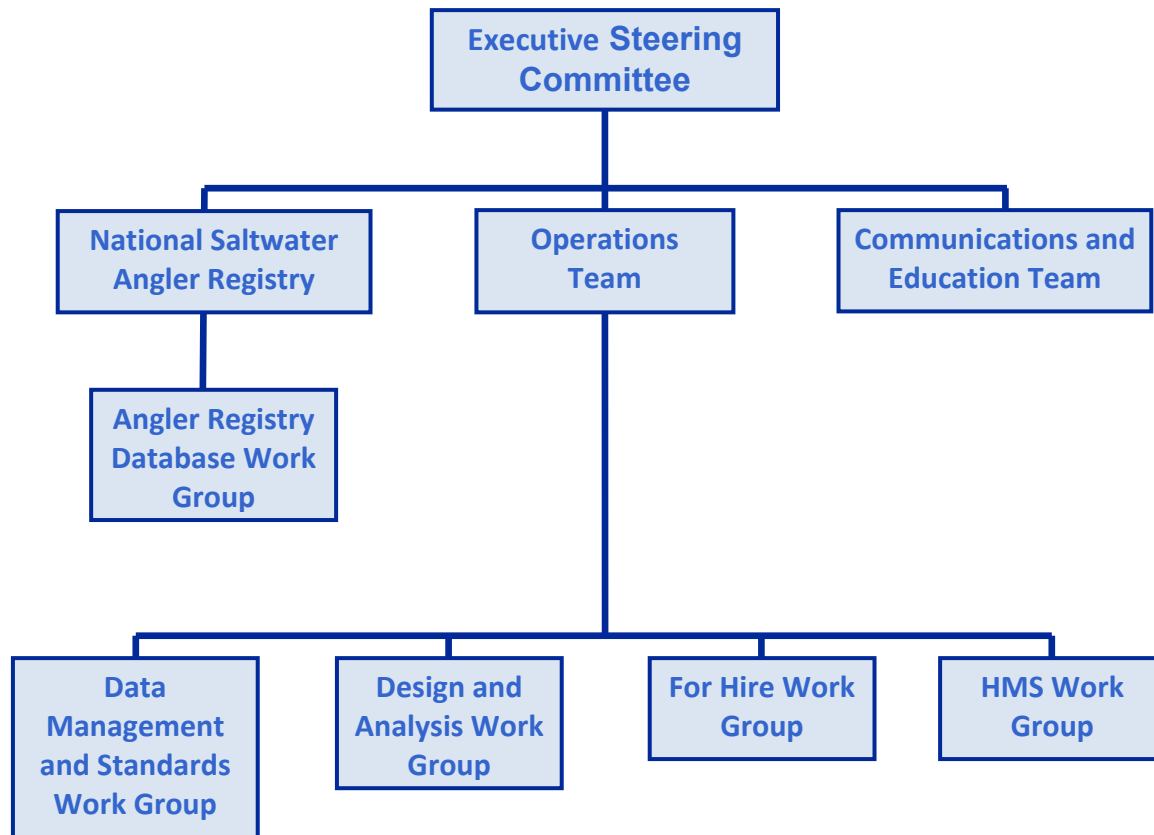 Executive Steering
Committee
National Saltwater
Angler Registry
Operations
Team
Communications and
Education Team
Angler Registry
Database Work
Group
Data
Management
and Standards
Work Group
Design and
Analysis Work
Group
For Hire Work
Group
HMS Work
Group